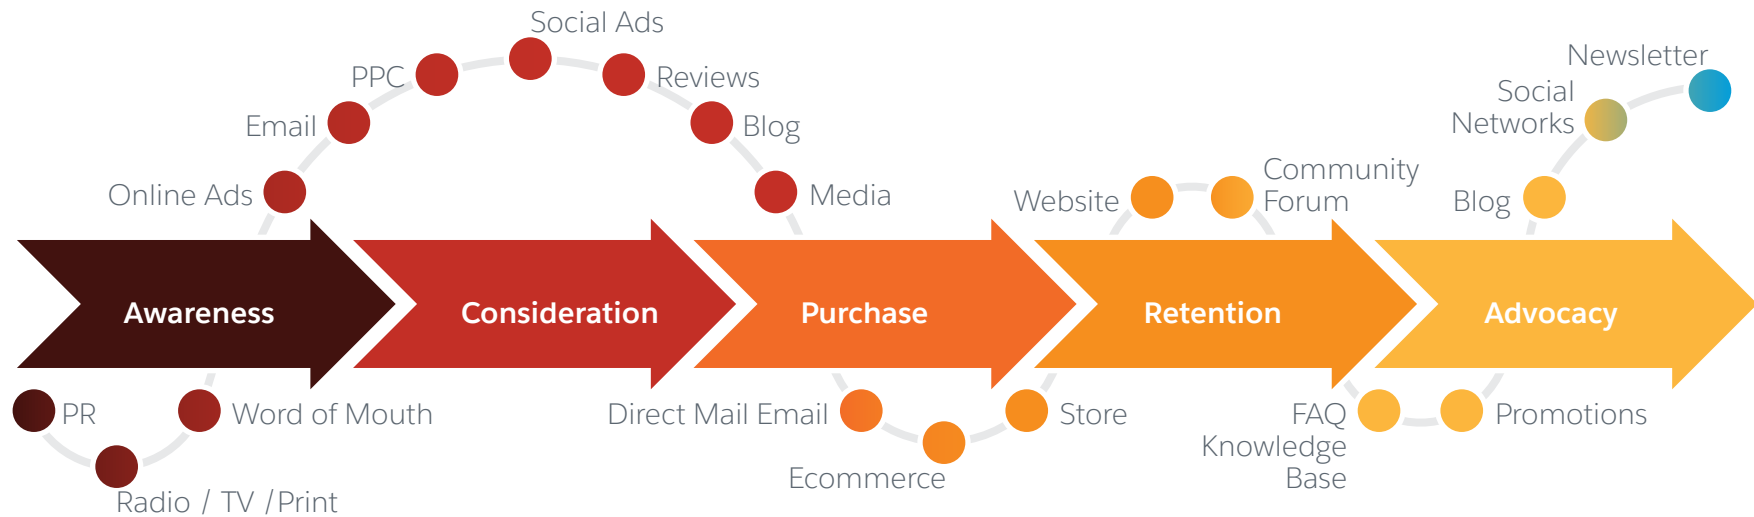 Social Ads
PPC
Reviews
Email
Blog
Online Ads
Media
Newsletter
Social
Networks
Community
Forum
Website
Blog
Awareness
Consideration
Purchase
Retention
Advocacy
PR
Word of Mouth
Radio / TV /Print
Direct Mail Email
Store
Ecommerce
FAQ
Knowledge
Base
Promotions